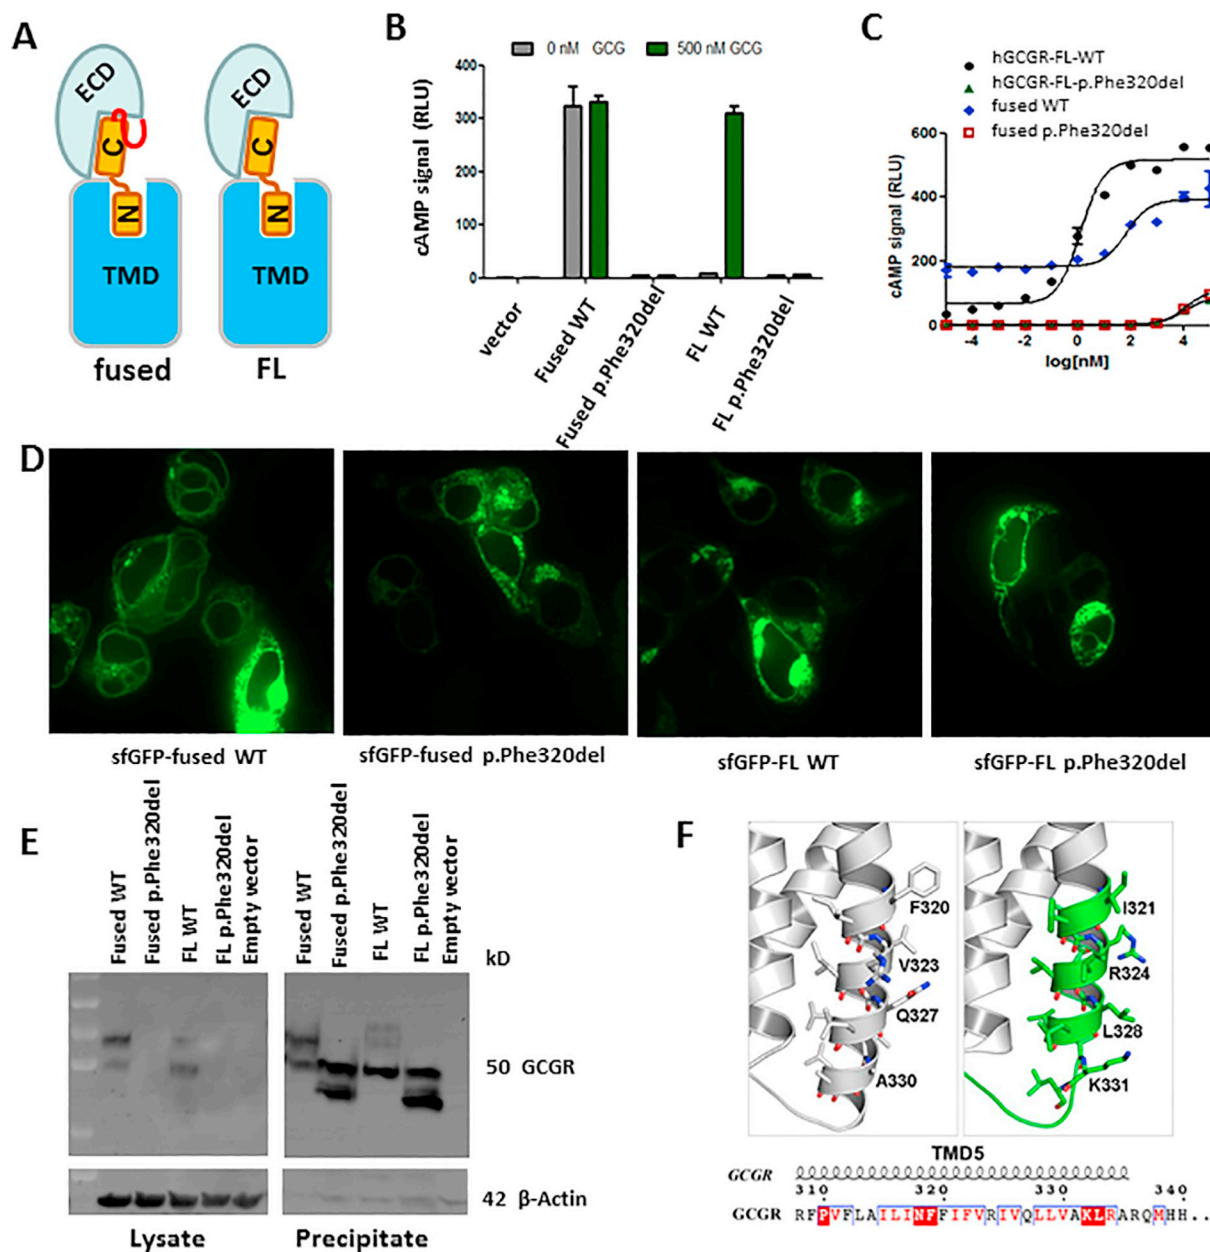 A
ECD
C
N
TMD
fused
ECD
C
N
TMD
FL
B
0 nM GCG
500 nM GCG
cAMP signal (RLU)
400
300
200
100
0
vector
Fused WT
Fused p.Phe320del
FL WT
FL p.Phe320del
C
hGCGR-FL-WT
hGCGR-FL-p.Phe320del
fused WT
fused p.Phe320del
cAMP signal (RLU)
600
400
200
0
-4 -2 0 2 4
log[nM]
D
sfGFP-fused WT
sfGFP-fused p.Phe320del
sfGFP-FL WT
sfGFP-FL p.Phe320del
E
Fused WT
Fused p.Phe320del
FL WT
FL p.Phe320del
Empty vector
Fused WT
Fused p.Phe320del
FL WT
FL p.Phe320del
Empty vector
kD
50 GCGR
42 β-Actin
Lysate
Precipitate
F
F320
V323
Q327
A330
I321
R324
L328
K331
TMD5
GCGR
310 320 330 340
GCGR RFPVFLAILINFFIFVRIVQLLVAKLRARQMHH..